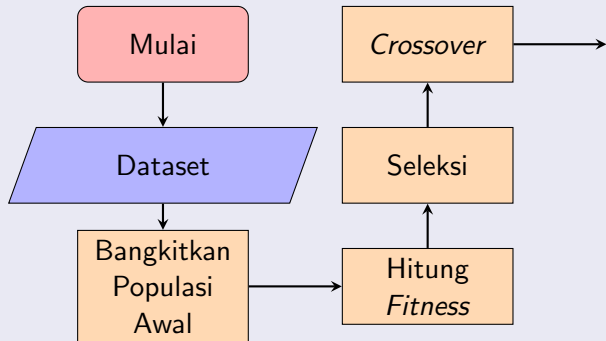 Mulai
Dataset
Bangkitkan
Populasi
Awal
Hitung
Fitness
Seleksi
Crossover